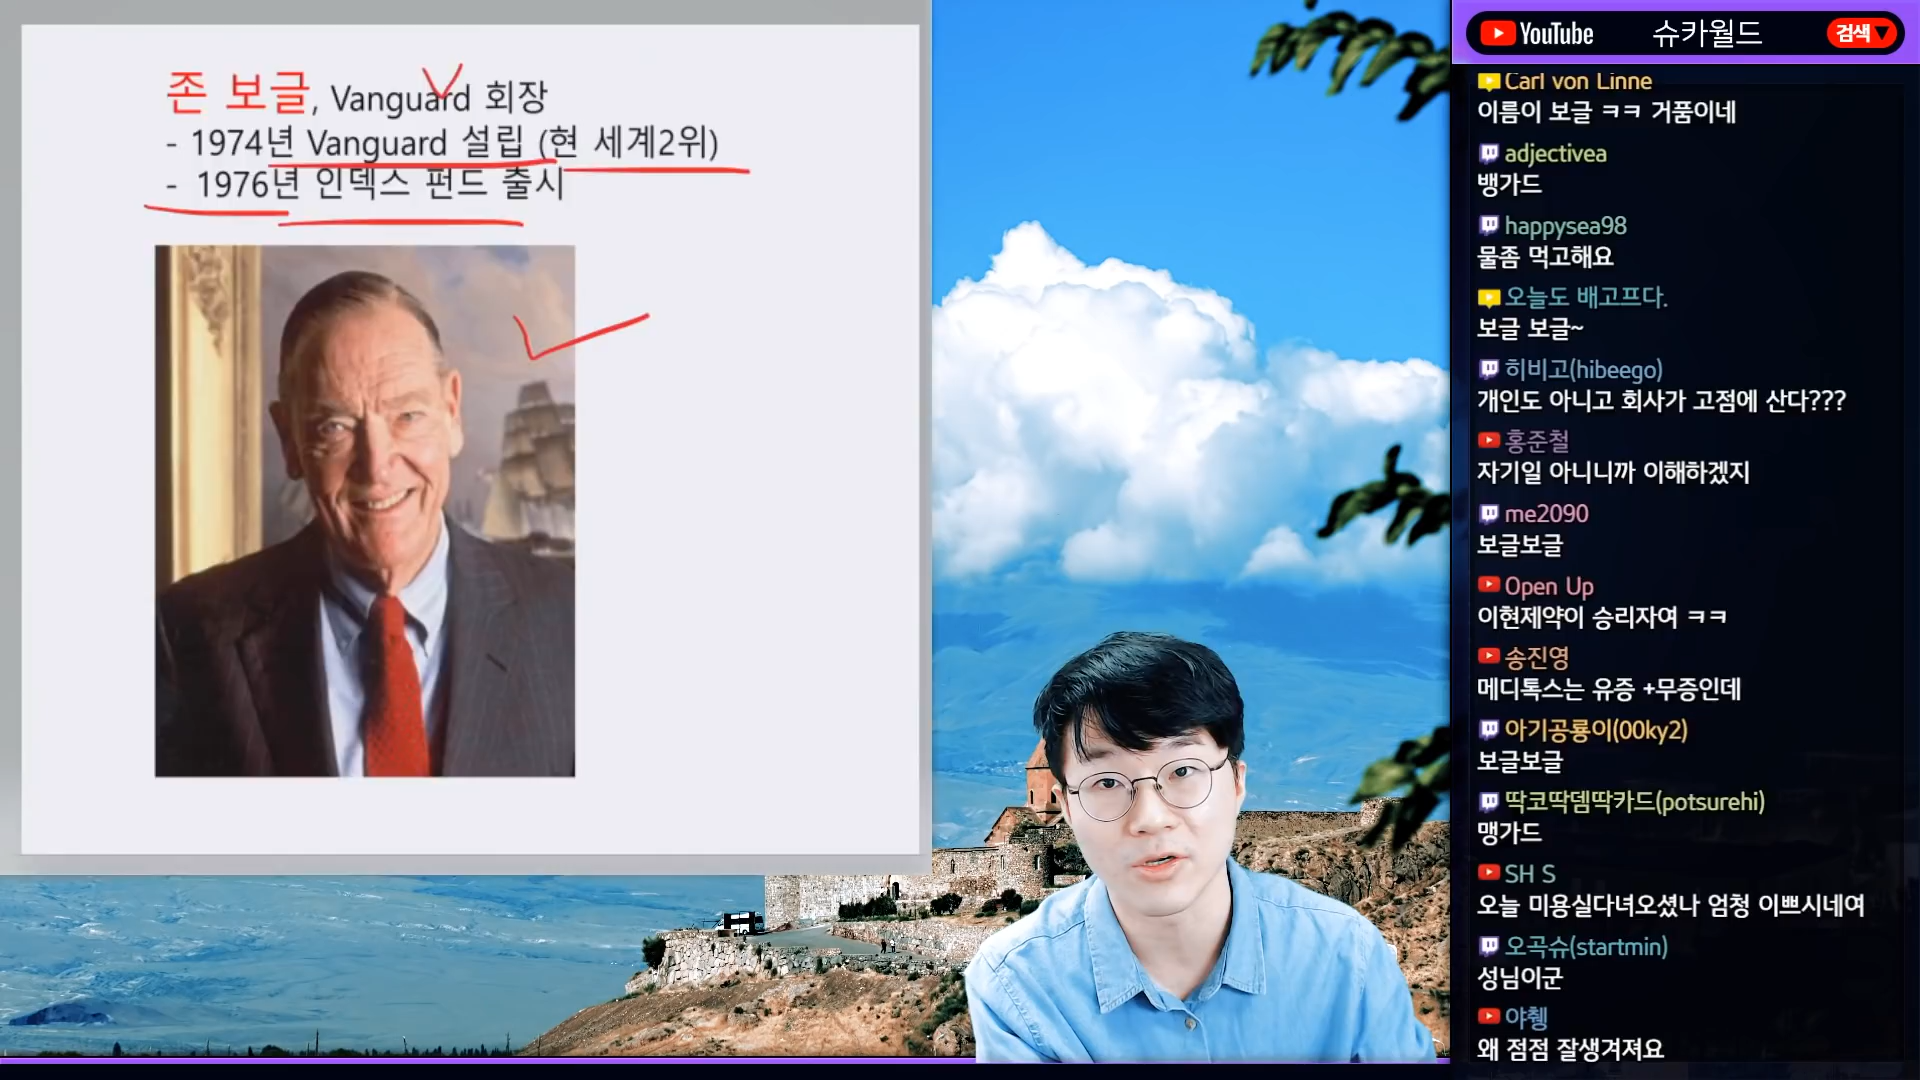 존 보글, Vanguard 회장
- 1974년 Vanguard 설립 (현 세계2위)
- 1976년 인덱스 펀드 출시
YouTube 슈카월드 검색▼
Carl von Linne
이름이 보글 ㅋㅋ 거품이네
adjectivea
뱅가드
happysea98
물좀 먹고해요
오늘도 배고프다.
보글 보글~
히비고(hibeego)
개인도 아니고 회사가 고점에 산다???
홍준철
자기일 아니니까 이해하겠지
me2090
보글보글
Open Up
이현제약이 승리자여 ㅋㅋ
송진영
메디톡스는 유증 +무증인데
아기공룡이(00ky2)
보글보글
딱코딱뎀딱카드(potsurehi)
맹가드
SH S
오늘 미용실다녀오셨나 엄청 이쁘시네여
오곡슈(startmin)
성님이군
야췡
왜 점점 잘생겨져요